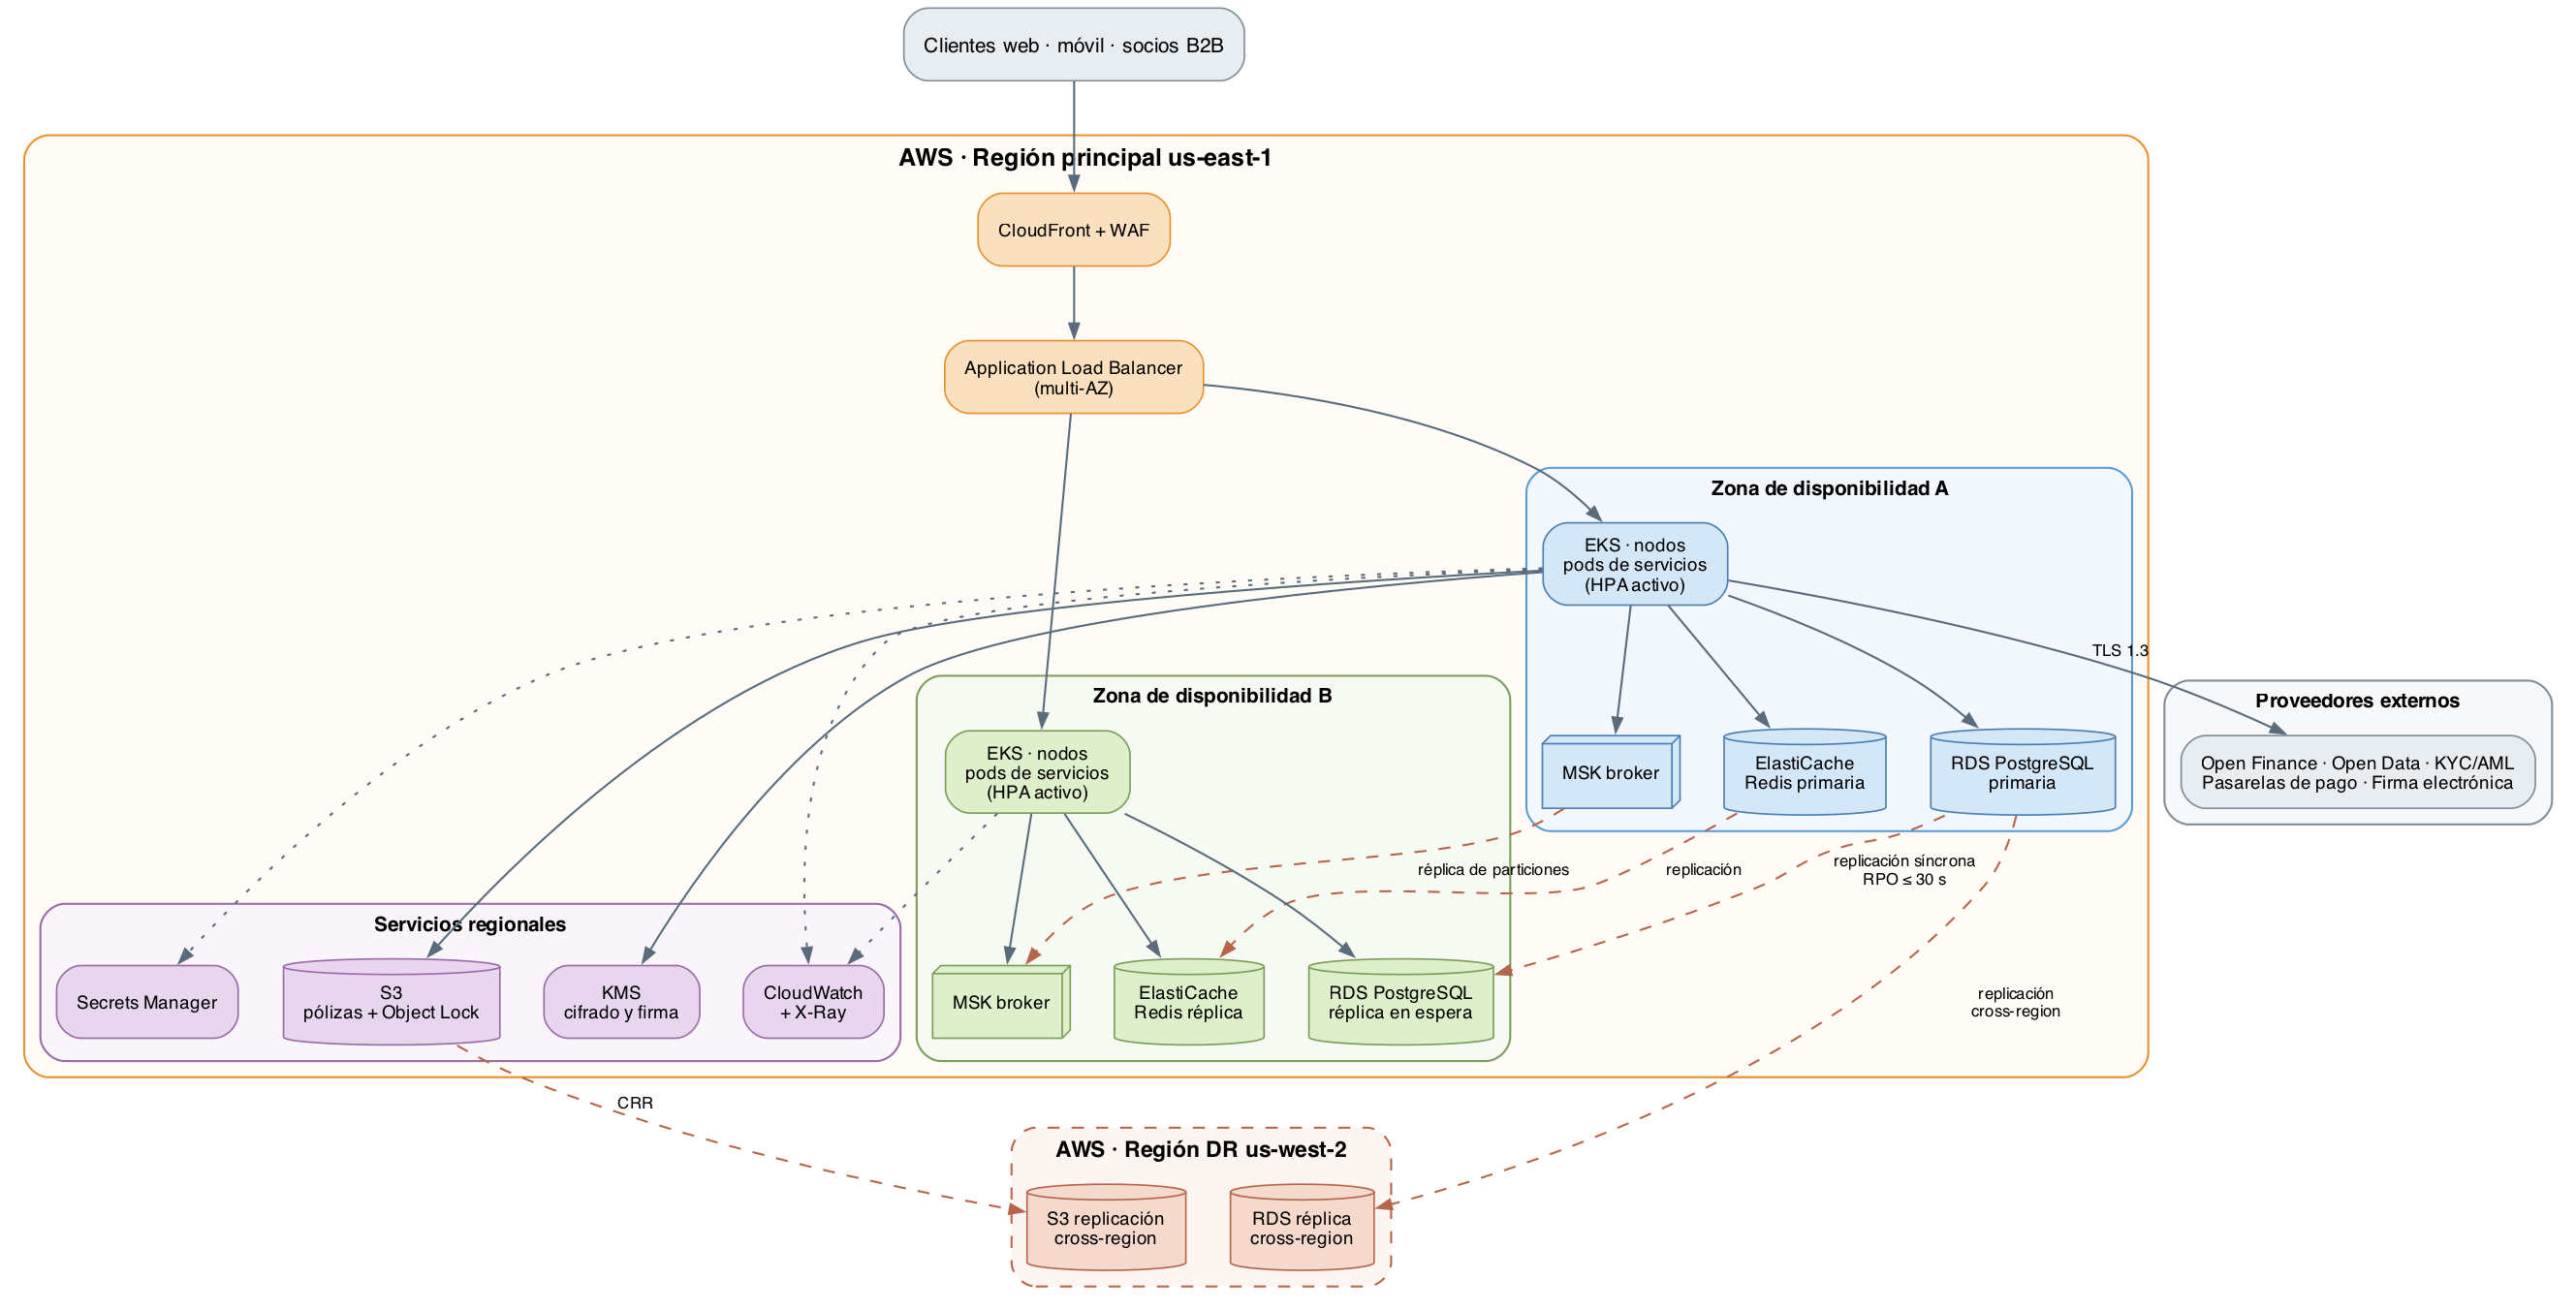 Clientes web · móvil · socios B2B
AWS · Región principal us-east-1
CloudFront + WAF
Application Load Balancer
(multi-AZ)
Zona de disponibilidad A
EKS · nodos
pods de servicios
(HPA activo)
TLS 1.3
MSK broker
ElastiCache
Redis primaria
RDS PostgreSQL
primaria
Proveedores externos
Open Finance · Open Data · KYC/AML
Pasarelas de pago · Firma electrónica
Zona de disponibilidad B
EKS · nodos
pods de servicios
(HPA activo)
réplica de particiones
replicación
replicación síncrona
RPO ≤ 30 s
Servicios regionales
Secrets Manager
S3
pólizas + Object Lock
KMS
cifrado y firma
CloudWatch
+ X-Ray
MSK broker
ElastiCache
Redis réplica
RDS PostgreSQL
réplica en espera
replicación
cross-region
CRR
AWS · Región DR us-west-2
S3 replicación
cross-region
RDS réplica
cross-region